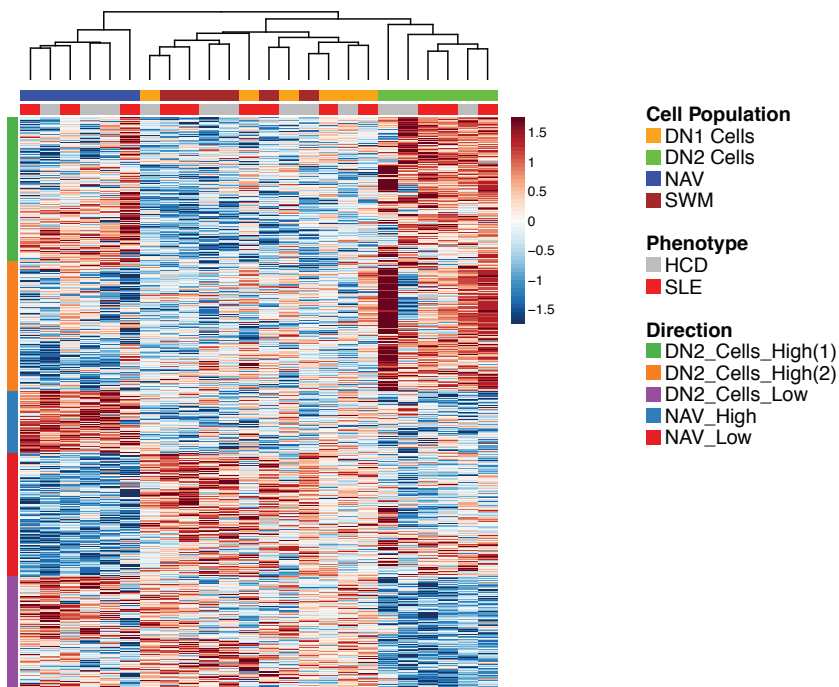 1.5
1
0.5
0
−0.5
−1
−1.5
Cell Population
DN1 Cells
DN2 Cells
NAV
SWM
Phenotype
HCD
SLE
Direction
DN2_Cells_High(1)
DN2_Cells_High(2)
DN2_Cells_Low
NAV_High
NAV_Low